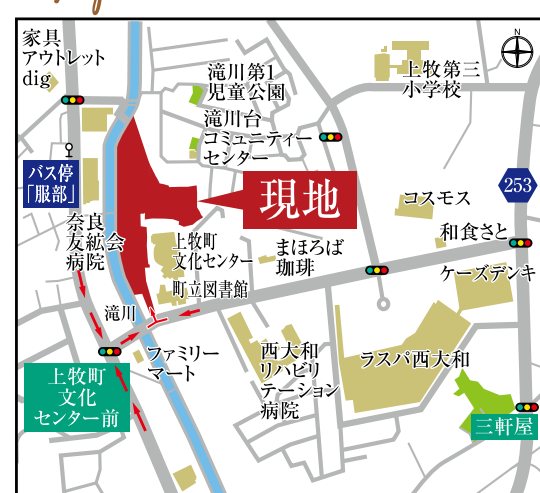 家具
アウトレット
dig
滝川第1
児童公園
上牧第三
小学校
N
滝川台
コミュニティー
センター
バス停
「服部」
現地
253
コスモス
奈良
友紘会
病院
上牧町
文化センター
まほろば
珈琲
和食さと
町立図書館
ケーズデンキ
滝川
ファミリー
マート
西大和
リハビリ
テーション
病院
ラスパ西大和
上牧町
文化
センター前
三軒屋